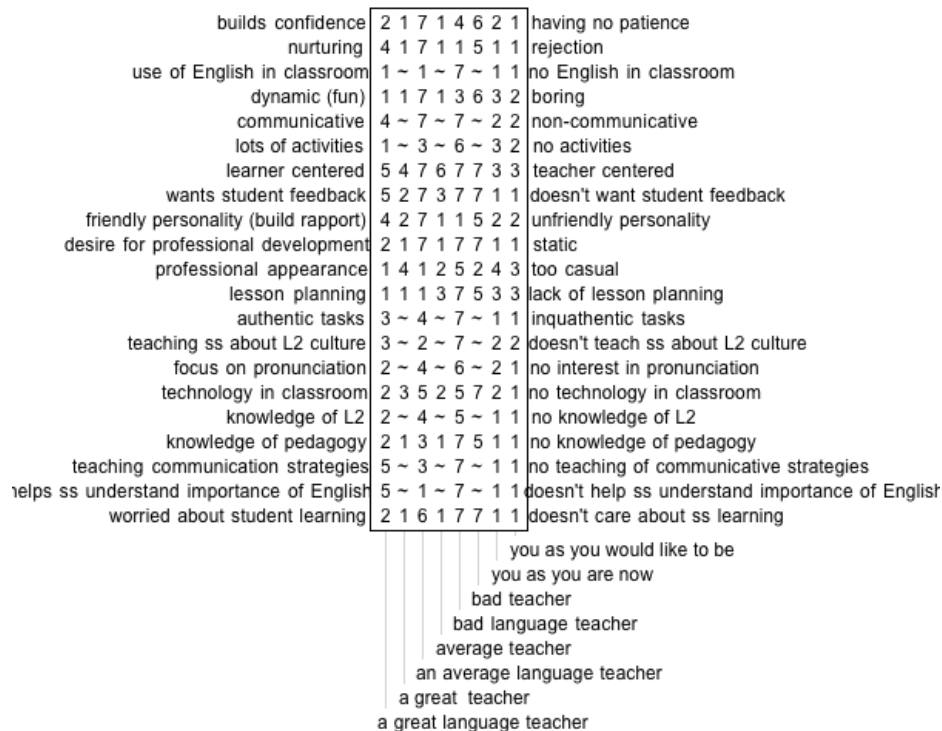 builds confidence 2 1 7 1 4 6 2 1 having no patience
nurturing 4 1 7 1 1 5 1 1 rejection
use of English in classroom 1 ~ 1 ~ 7 ~ 1 1 no English in classroom
dynamic (fun) 1 1 7 1 3 6 3 2 boring
communicative 4 ~ 7 ~ 7 ~ 2 2 non-communicative
lots of activities 1 ~ 3 ~ 6 ~ 3 2 no activities
learner centered 5 4 7 6 7 7 3 3 teacher centered
wants student feedback 5 2 7 3 7 7 1 1 doesn't want student feedback
friendly personality (build rapport) 4 2 7 1 1 5 2 2 unfriendly personality
desire for professional development 2 1 7 1 7 7 1 1 static
professional appearance 1 4 1 2 5 2 4 3 too casual
lesson planning 1 1 1 3 7 5 3 3 lack of lesson planning
authentic tasks 3 ~ 4 ~ 7 ~ 1 1 inquathentic tasks
teaching ss about L2 culture 3 ~ 2 ~ 7 ~ 2 2 doesn't teach ss about L2 culture
focus on pronunciation 2 ~ 4 ~ 6 ~ 2 1 no interest in pronunciation
technology in classroom 2 3 5 2 5 7 2 1 no technology in classroom
knowledge of L2 2 ~ 4 ~ 5 ~ 1 1 no knowledge of L2
knowledge of pedagogy 2 1 3 1 7 5 1 1 no knowledge of pedagogy
teaching communication strategies 5 ~ 3 ~ 7 ~ 1 1 no teaching of communicative strategies
helps ss understand importance of English 5 ~ 1 ~ 7 ~ 1 1 doesn't help ss understand importance of English
worried about student learning 2 1 6 1 7 7 1 1 doesn't care about ss learning
you as you would like to be
you as you are now
bad teacher
bad language teacher
average teacher
an average language teacher
a great teacher
a great language teacher